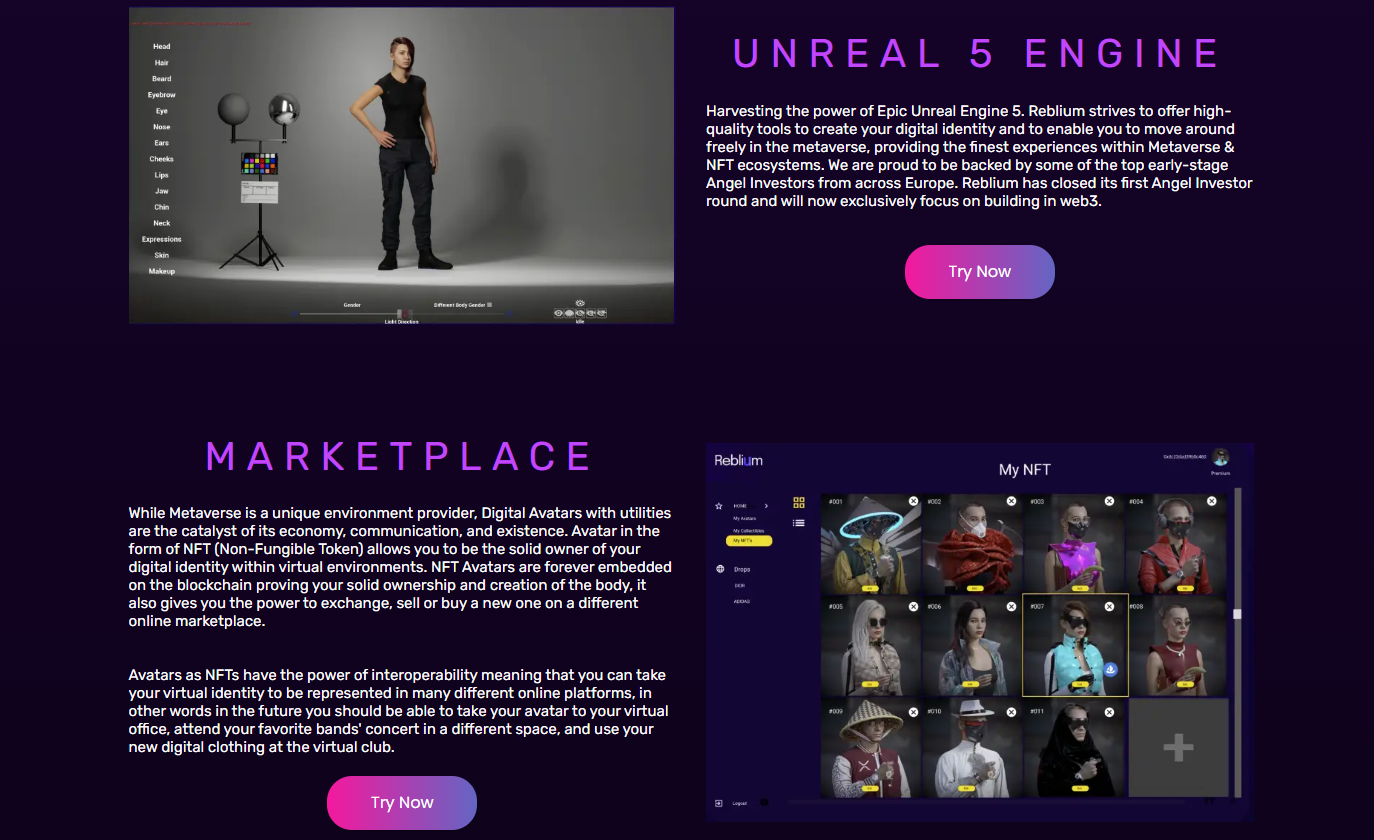 Head
Hair
Beard
Eyebrow
Eye
Nose
Ears
Cheeks
Lips
Jaw
Chin
Neck
Expressions
Skin
Makeup
Gender
Different Body Gender
Light Direction
Idle
UNREAL 5 ENGINE
Harvesting the power of Epic Unreal Engine 5. Reblium strives to offer high-
quality tools to create your digital identity and to enable you to move around
freely in the metaverse, providing the finest experiences within Metaverse &
NFT ecosystems. We are proud to be backed by some of the top early-stage
Angel Investors from across Europe. Reblium has closed its first Angel Investor
round and will now exclusively focus on building in web3.
Try Now
MARKETPLACE
While Metaverse is a unique environment provider, Digital Avatars with utilities
are the catalyst of its economy, communication, and existence. Avatar in the
form of NFT (Non-Fungible Token) allows you to be the solid owner of your
digital identity within virtual environments. NFT Avatars are forever embedded
on the blockchain proving your solid ownership and creation of the body, it
also gives you the power to exchange, sell or buy a new one on a different
online marketplace.
Avatars as NFTs have the power of interoperability meaning that you can take
your virtual identity to be represented in many different online platforms, in
other words in the future you should be able to take your avatar to your virtual
office, attend your favorite bands' concert in a different space, and use your
new digital clothing at the virtual club.
Try Now
Reblium
My NFT
Premium
HOME
My Avatars
My Collectibles
My NFTs
Drops
Logout
#001 #002 #003 #004
#005 #006 #007 #008
#009 #010 #011